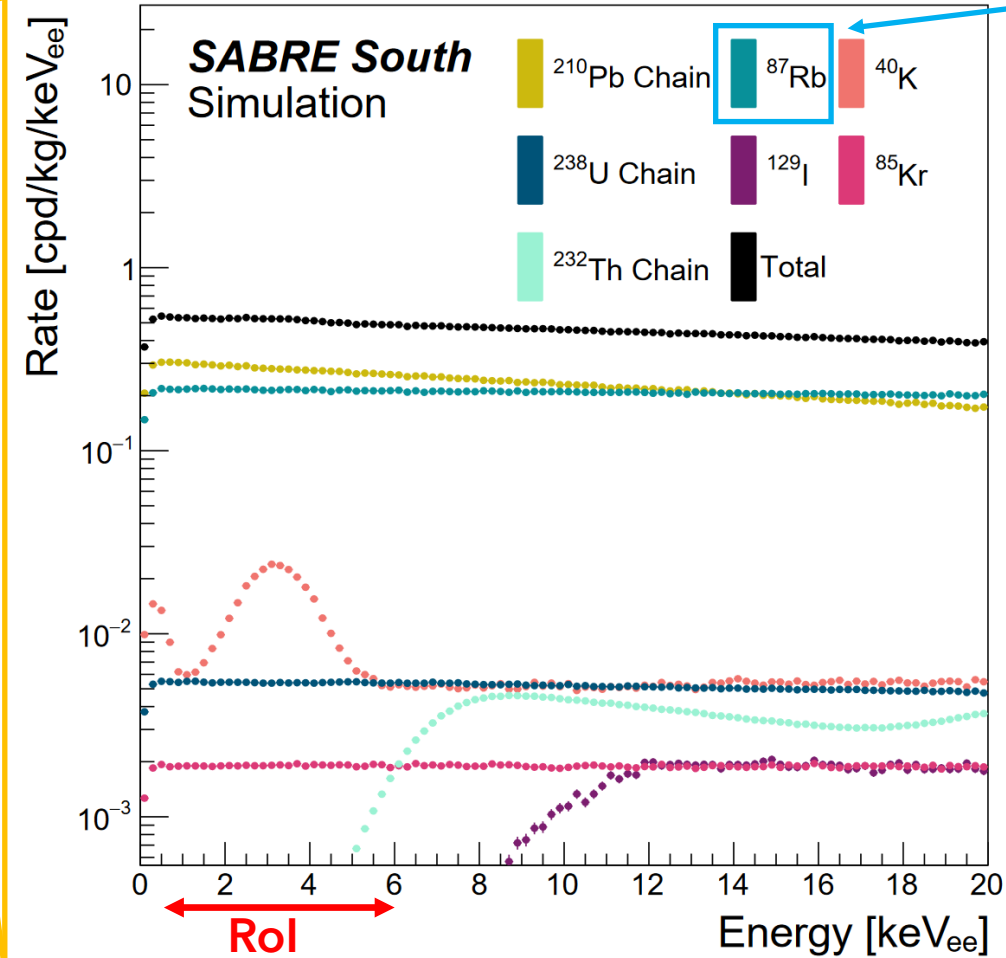 SABRE South
Simulation
²¹⁰Pb Chain ⁸⁷Rb ⁴⁰K
²³⁸U Chain ¹²⁹I ⁸⁵Kr
²³²Th Chain Total
Rate [cpd/kg/keVₑₑ]
10
1
10⁻¹
10⁻²
10⁻³
0 2 4 6 8 10 12 14 16 18 20
RoI
Energy [keVₑₑ]